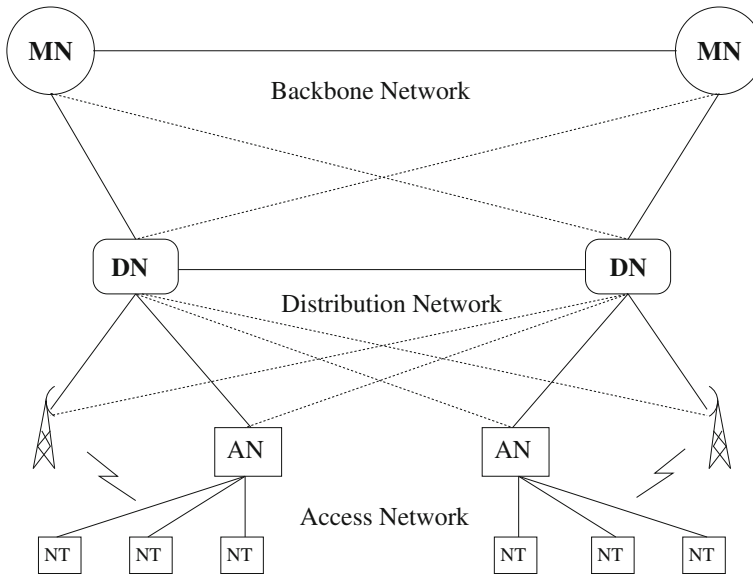 MN MN
Backbone Network
DN DN
Distribution Network
AN AN
Access Network
NT NT NT NT NT NT